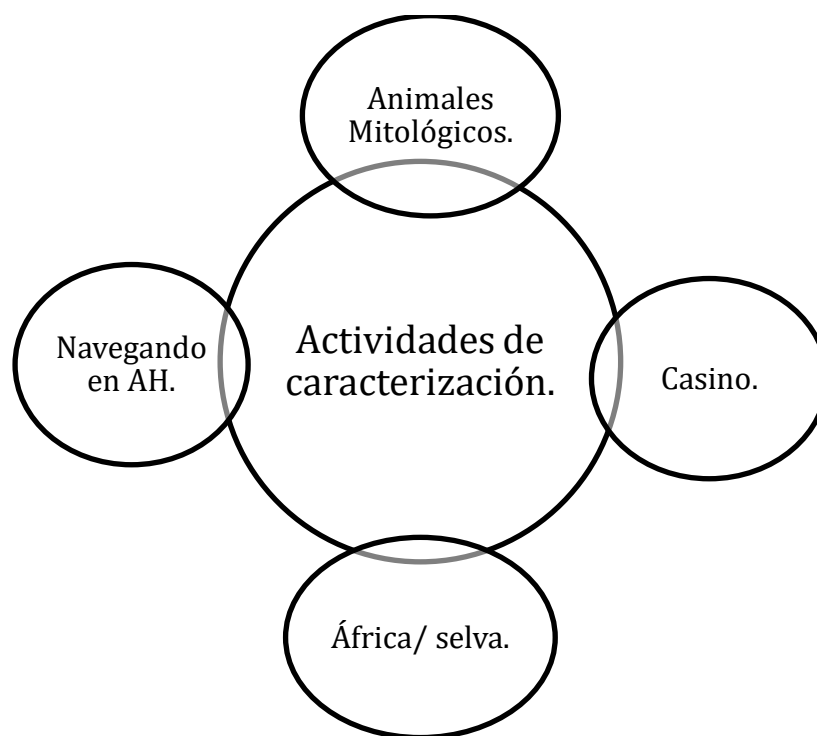 Animales
Mitológicos.
Navegando
en AH.
Actividades de
caracterización.
Casino.
África/ selva.